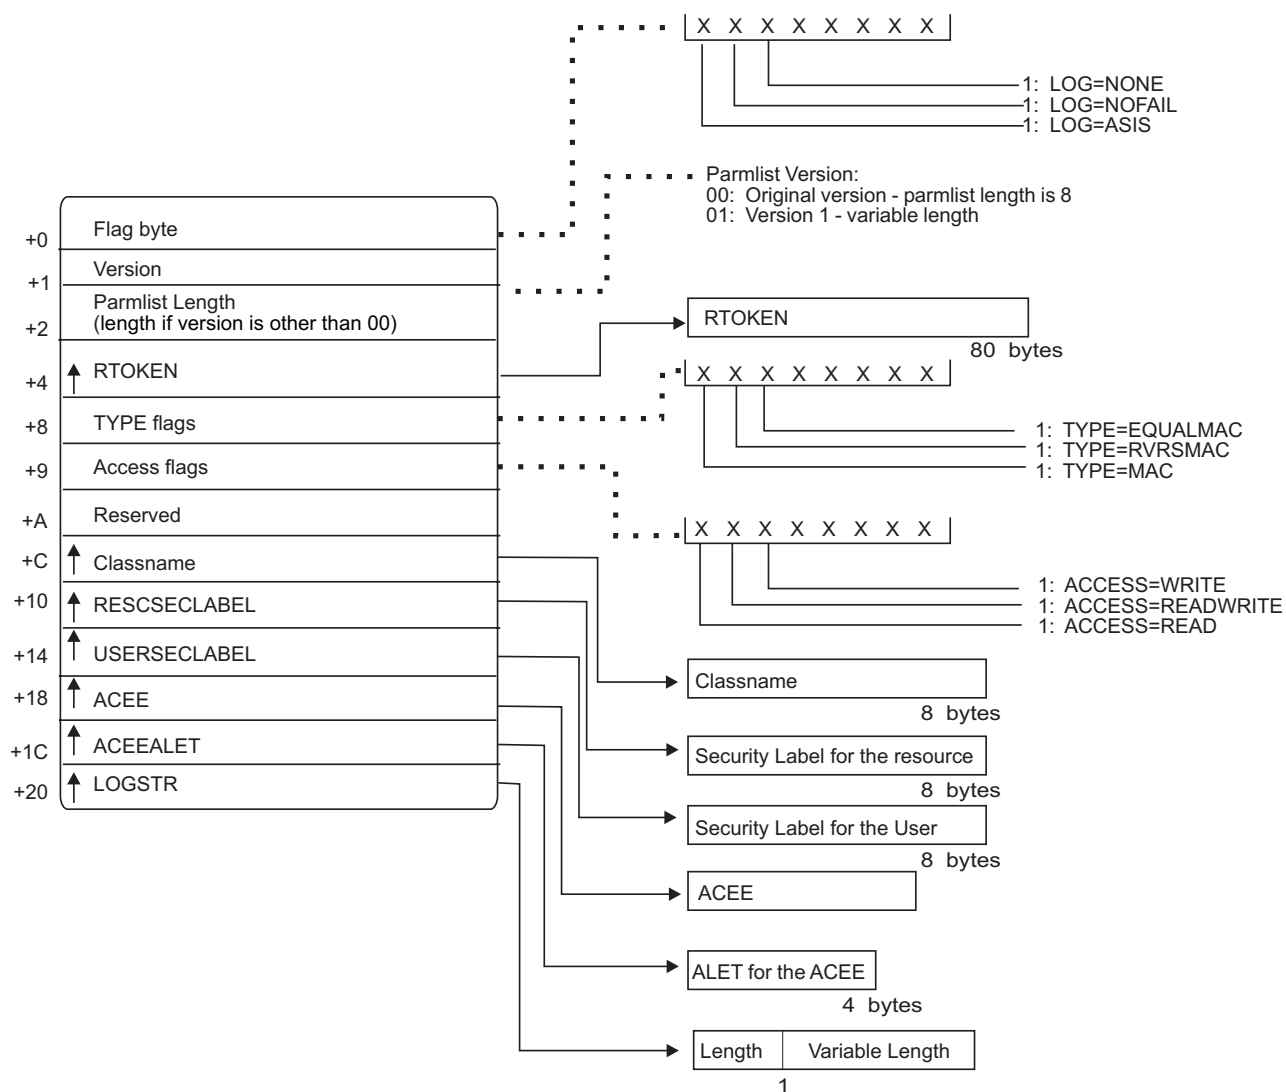 X X X X X X X X
1: LOG=NONE
1: LOG=NOFAIL
1: LOG=ASIS
Parmlist Version:
00: Original version - parmlist length is 8
01: Version 1 - variable length
+0 Flag byte
+1 Version
+2 Parmlist Length
(length if version is other than 00)
RTOKEN
80 bytes
+4 RTOKEN
X X X X X X X X
+8 TYPE flags
1: TYPE=EQUALMAC
1: TYPE=RVRSMAC
1: TYPE=MAC
+9 Access flags
+A Reserved
X X X X X X X X
+C Classname
1: ACCESS=WRITE
1: ACCESS=READWRITE
1: ACCESS=READ
+10 RESCSECLABEL
+14 USERSECLABEL
+18 ACEE
+1C ACEEALET
+20 LOGSTR
Classname
8 bytes
Security Label for the resource
8 bytes
Security Label for the User
8 bytes
ACEE
ALET for the ACEE
4 bytes
Length Variable Length
1